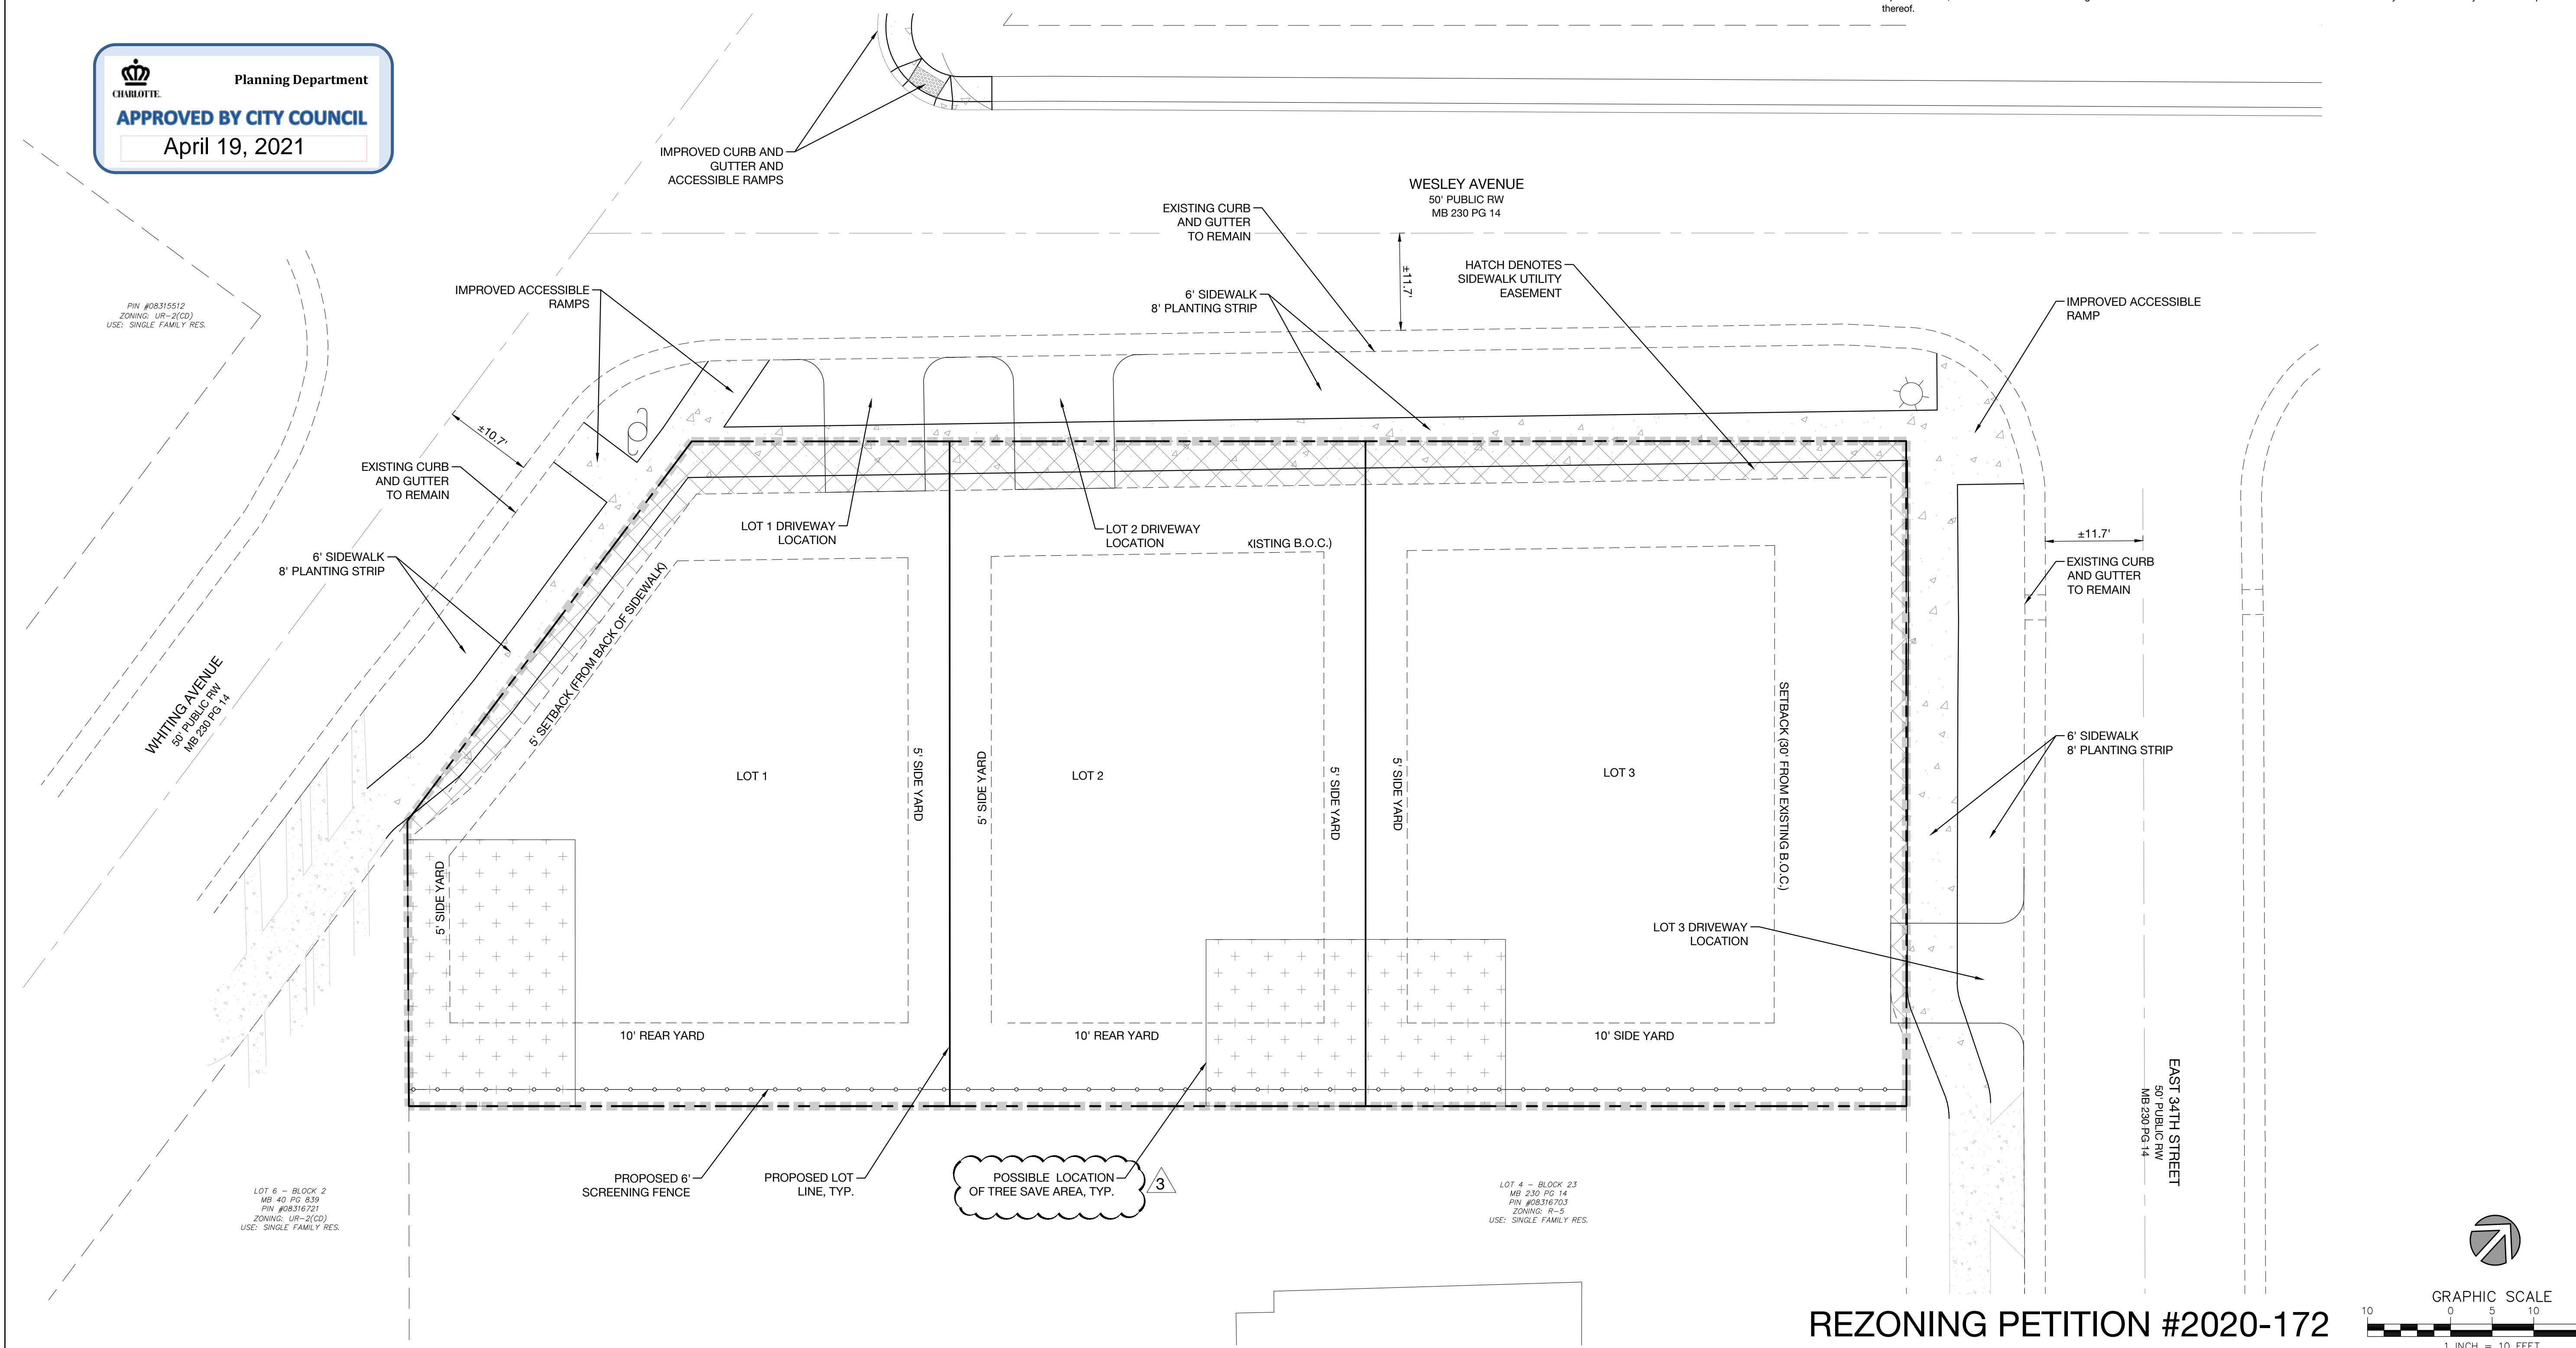 thereof.
CHARLOTTE.
Planning Department
APPROVED BY CITY COUNCIL
April 19, 2021
IMPROVED CURB AND
GUTTER AND
ACCESSIBLE RAMPS
WESLEY AVENUE
50' PUBLIC RW
MB 230 PG 14
EXISTING CURB
AND GUTTER
TO REMAIN
±11.7'
HATCH DENOTES
SIDEWALK UTILITY
EASEMENT
6' SIDEWALK
8' PLANTING STRIP
IMPROVED ACCESSIBLE
RAMPS
IMPROVED ACCESSIBLE
RAMP
PIN #08315512
ZONING: UR-2(CD)
USE: SINGLE FAMILY RES.
±10.7'
EXISTING CURB
AND GUTTER
TO REMAIN
6' SIDEWALK
8' PLANTING STRIP
LOT 1 DRIVEWAY
LOCATION
LOT 2 DRIVEWAY
LOCATION
XISTING B.O.C.)
±11.7'
EXISTING CURB
AND GUTTER
TO REMAIN
5' SETBACK (FROM BACK OF SIDEWALK)
WHITING AVENUE
50' PUBLIC RW
MB 230 PG 14
LOT 1
5' SIDE YARD
5' SIDE YARD
LOT 2
5' SIDE YARD
5' SIDE YARD
LOT 3
SETBACK (30' FROM EXISTING B.O.C.)
6' SIDEWALK
8' PLANTING STRIP
5' SIDE YARD
LOT 3 DRIVEWAY
LOCATION
10' REAR YARD
10' REAR YARD
10' SIDE YARD
EAST 34TH STREET
50' PUBLIC RW
MB 230 PG 14
PROPOSED 6'
SCREENING FENCE
PROPOSED LOT
LINE, TYP.
POSSIBLE LOCATION
OF TREE SAVE AREA, TYP.
3
LOT 6 - BLOCK 2
MB 40 PG 839
PIN #08316721
ZONING: UR-2(CD)
USE: SINGLE FAMILY RES.
LOT 4 - BLOCK 23
MB 230 PG 14
PIN #08316703
ZONING: R-5
USE: SINGLE FAMILY RES.
REZONING PETITION #2020-172
GRAPHIC SCALE
10 0 5 10
1 INCH = 10 FEET